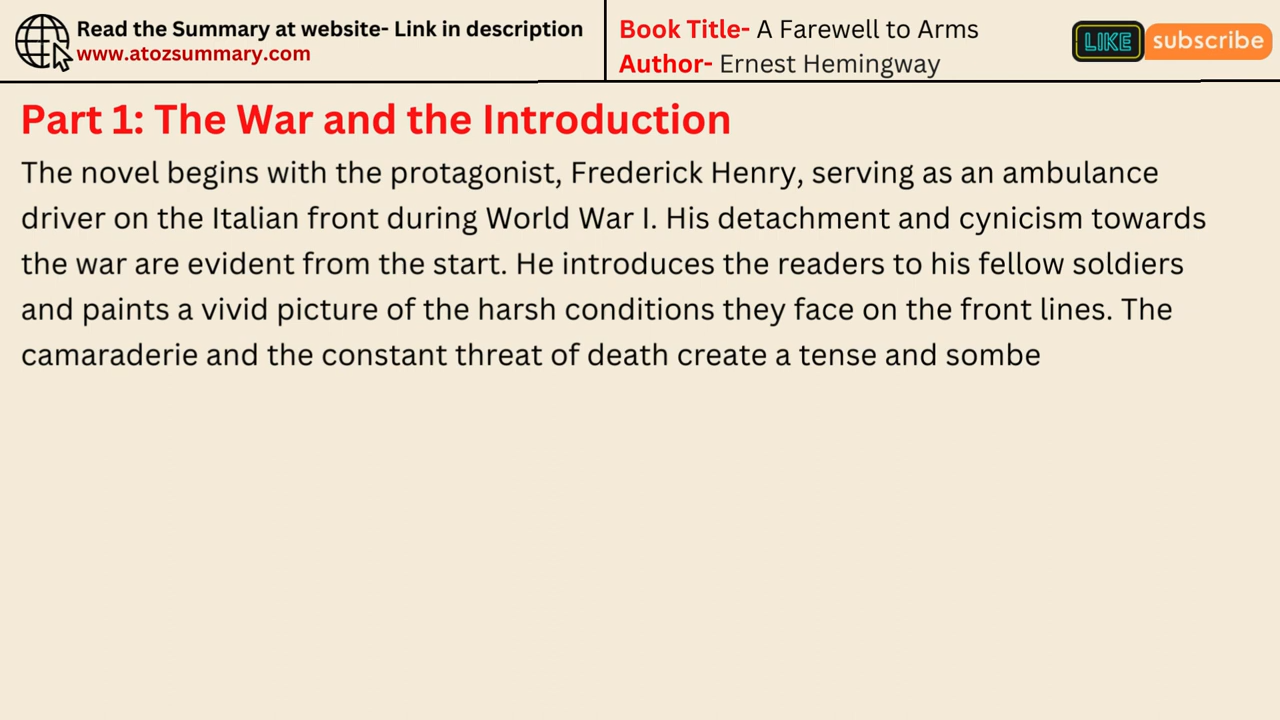 Read the Summary at website- Link in description
www.atozsummary.com
Book Title- A Farewell to Arms
Author- Ernest Hemingway
LIKE
subscribe
Part 1: The War and the Introduction
The novel begins with the protagonist, Frederick Henry, serving as an ambulance
driver on the Italian front during World War I. His detachment and cynicism towards
the war are evident from the start. He introduces the readers to his fellow soldiers
and paints a vivid picture of the harsh conditions they face on the front lines. The
camaraderie and the constant threat of death create a tense and sombe